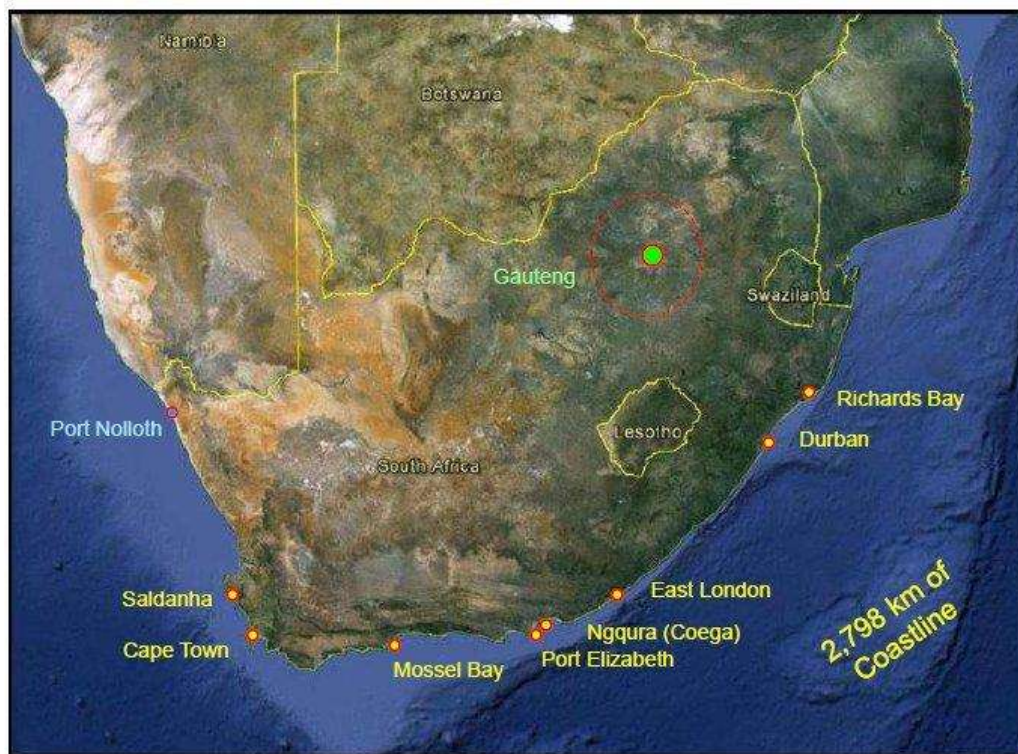 Namibia
Botswana
Gauteng
Swaziland
Richards Bay
Port Nolloth
Lesotho
Durban
South Africa
Saldanha
East London
2,798 km of
Coastline
Cape Town
Ngqura (Coega)
Mossel Bay
Port Elizabeth